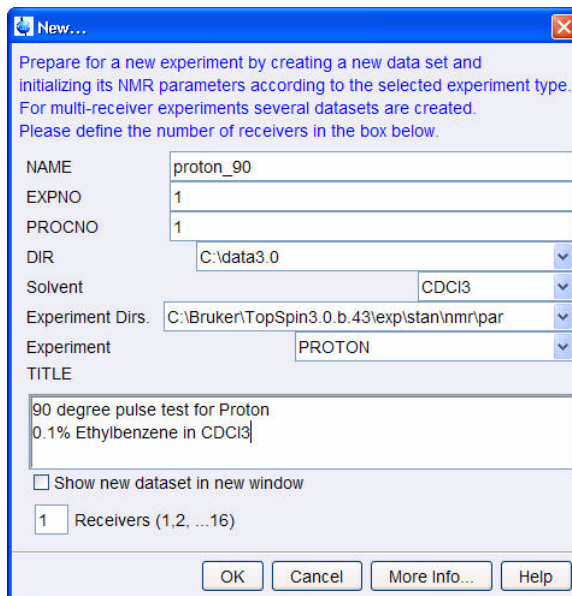 New...
Prepare for a new experiment by creating a new data set and
initializing its NMR parameters according to the selected experiment type.
For multi-receiver experiments several datasets are created.
Please define the number of receivers in the box below.
NAME proton_90
EXPNO 1
PROCNO 1
DIR C:\data3.0
Solvent CDCl3
Experiment Dirs. C:\Bruker\TopSpin3.0.b.43\exp\stan\nmr\par
Experiment PROTON
TITLE
90 degree pulse test for Proton
0.1% Ethylbenzene in CDCl3
Show new dataset in new window
1 Receivers (1,2, ...16)
OK Cancel More Info... Help